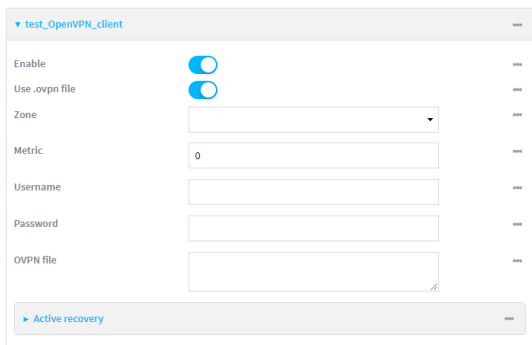 test_OpenVPN_client
Enable
Use .ovpn file
Zone
Metric
0
Username
Password
OVPN file
Active recovery